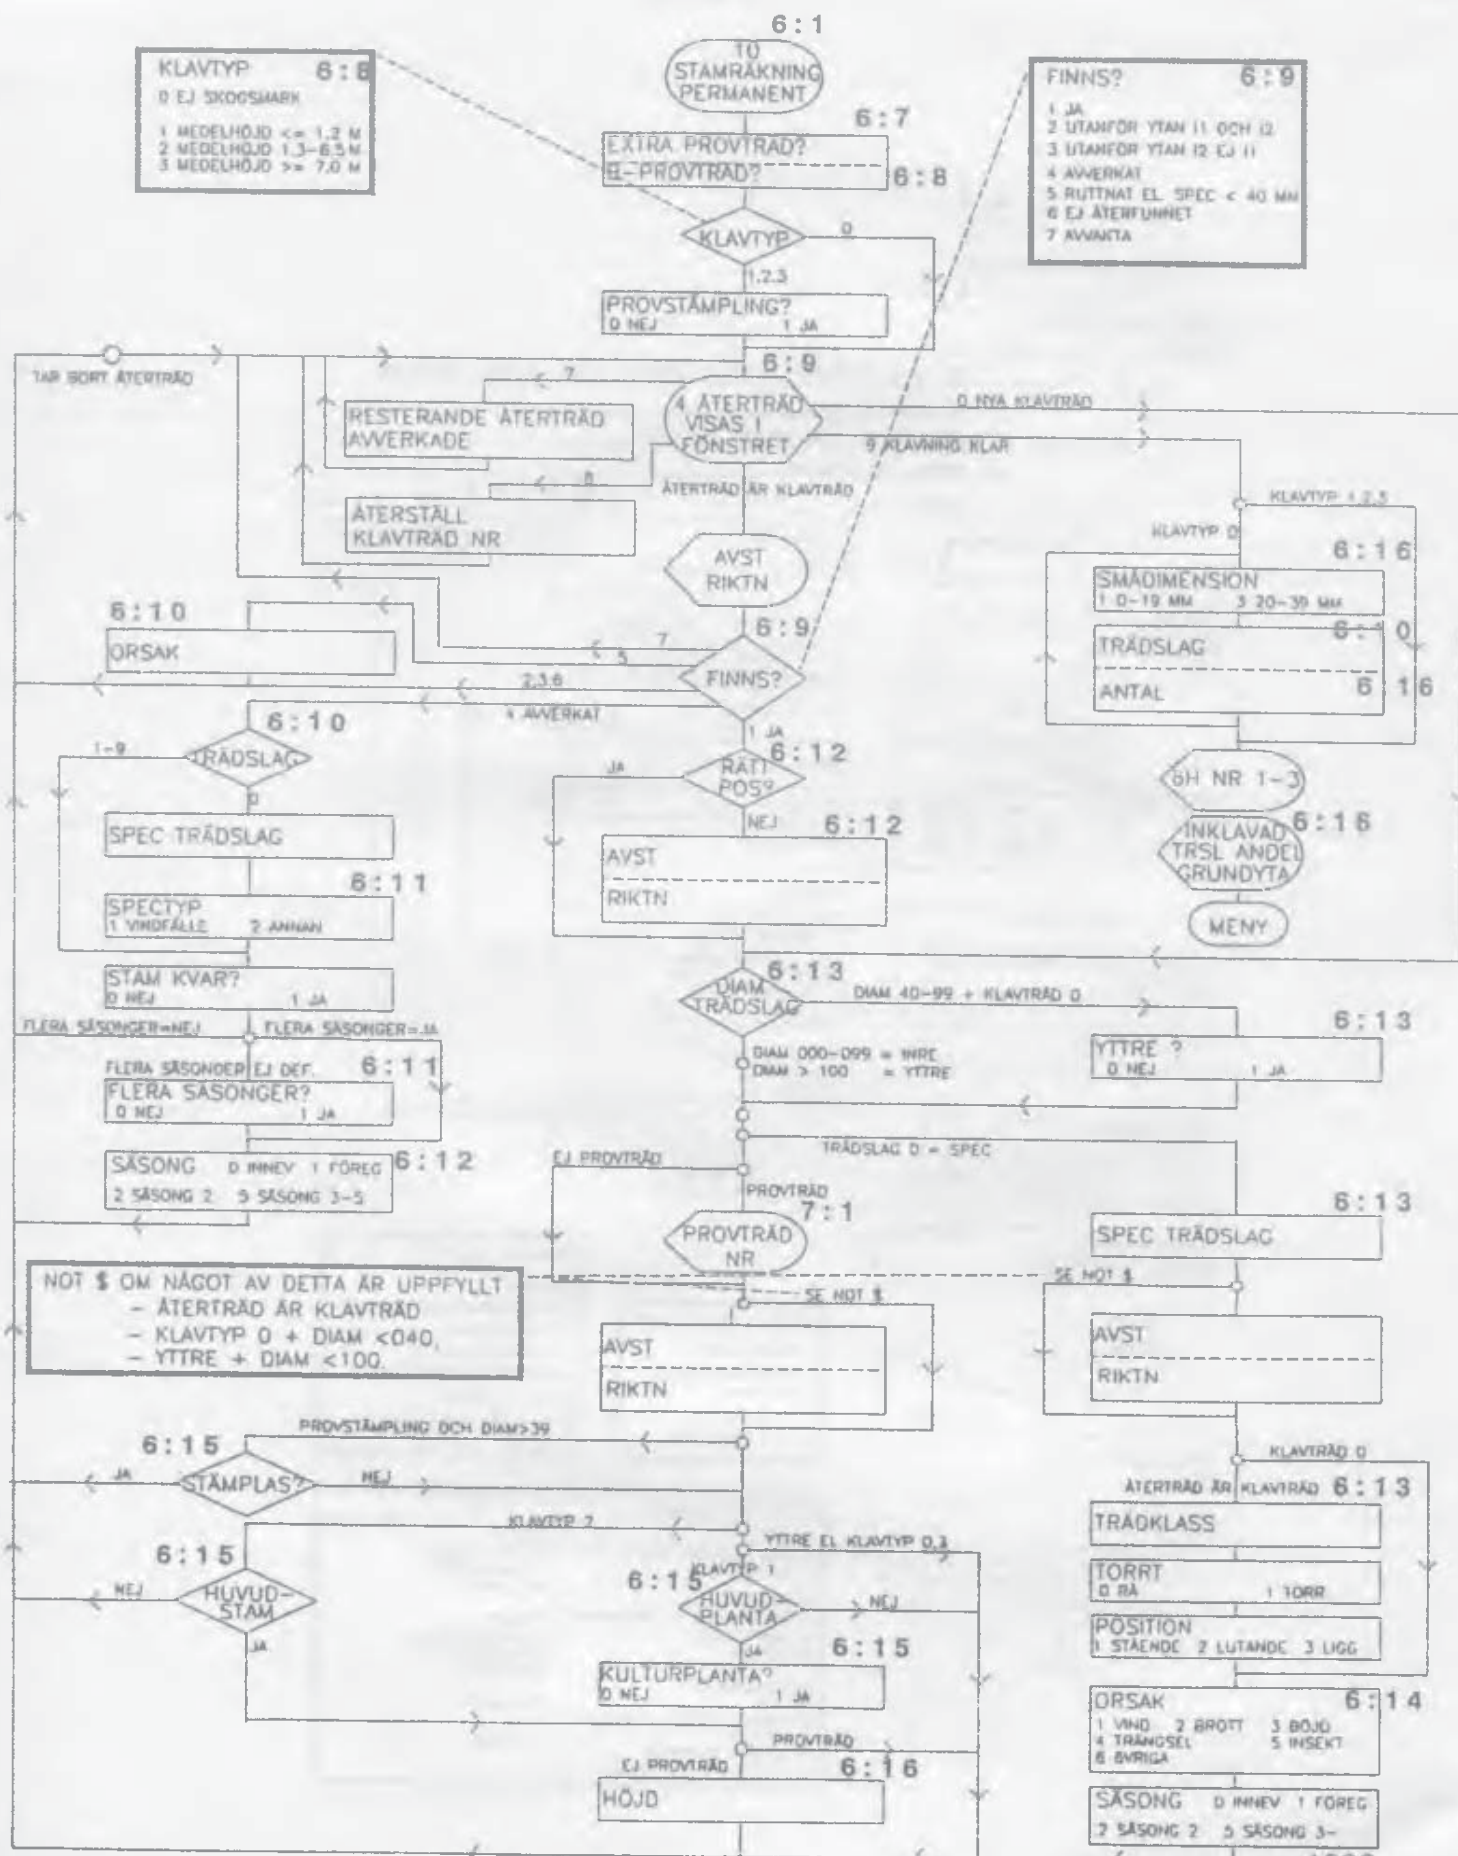 6:1
10
STAMRÄKNING
PERMANENT
KLAVTYP 6:8
0 EJ SKOGSMARK
1 MEDELHÖJD <= 1,2 M
2 MEDELHÖJD 1,3-6,5 M
3 MEDELHÖJD >= 7,0 M
FINNS? 6:9
1 JA
2 UTANFÖR YTAN I1 OCH I2
3 UTANFÖR YTAN I2 EJ I1
4 AVVERKAT
5 RUTTNAT EL. SPEC < 40 MM
6 EJ ÅTERFUNNET
7 AVVAKTA
6:7
EXTRA PROVTRÄD?
PROVTRÄD? 6:8
KLAVTYP
0
1,2,3
PROVSTÄMPLING?
0 NEJ 1 JA
6:9
TAR BORT ÅTERTRÄD
7
RESTERANDE ÅTERTRÄD
AVVERKADE
4 ÅTERTRÄD
VISAS I
FÖNSTRET
0 NYA KLAVTRÄD
9 KLAVNING KLAR
8
ÅTERTRÄD ÄR KLAVTRÄD
ÅTERSTÄLL
KLAVTRÄD NR
KLAVTYP 1,2,3
KLAVTYP 0
AVST
RIKTN
6:16
SMÅDIMENSION
1 0-19 MM 3 20-39 MM
6:10
TRÄDSLAG
ANTAL 6 16
6:10
ORSAK
6:9
7
5
2,3,6
4 AVVERKAT
FINNS?
1 JA
6:10
1-9
TRÄDSLAG
0
6:12
JA
RÄTT
POS?
NEJ
6:12
AVST
RIKTN
SPEC TRÄDSLAG
6:11
SPECTYP
1 VINDFÄLLE 2 ANNAN
STAM KVAR?
0 NEJ 1 JA
ÖH NR 1-3
INKLAVAD 6:16
TRSL ANDEL
GRUNDYTA
MENY
FLERA SÄSONGER=NEJ FLERA SÄSONGER=JA
FLERA SÄSONGER EJ DEF. 6:11
FLERA SÄSONGER?
0 NEJ 1 JA
SÄSONG 0 INNEV 1 FÖREG 6:12
2 SÄSONG 2 5 SÄSONG 3-5
6:13
DIAM
TRÄDSLAG
DIAM 40-99 + KLAVTRÄD 0
6:13
YTTRE ?
0 NEJ 1 JA
DIAM 000-099 = INRE
DIAM > 100 = YTTRE
TRÄDSLAG 0 = SPEC
EJ PROVTRÄD
PROVTRÄD
7:1
PROVTRÄD
NR
6:13
SPEC TRÄDSLAG
NOT $ OM NÅGOT AV DETTA ÄR UPPFYLLT
- ÅTERTRÄD ÄR KLAVTRÄD
- KLAVTYP 0 + DIAM <040,
- YTTRE + DIAM <100.
SE NOT $
SE NOT $
AVST
RIKTN
AVST
RIKTN
PROVSTÄMPLING OCH DIAM>39
6:15
JA
STÄMPLAS?
NEJ
KLAVTRÄD 0
ÅTERTRÄD ÄR KLAVTRÄD 6:13
TRÄDKLASS
TORRT
0 RÅ 1 TORR
POSITION
1 STÅENDE 2 LUTANDE 3 LIGG
KLAVTYP 2
6:15
NEJ
HUVUD-
STAM
JA
YTTRE EL KLAVTYP 0,3
KLAVTYP 1
6:15
HUVUD-
PLANTA
NEJ
JA
6:15
KULTURPLANTA?
0 NEJ 1 JA
PROVTRÄD
EJ PROVTRÄD
6:16
HÖJD
ORSAK 6:14
1 VIND 2 BROTT 3 BÖJD
4 TRÄNGSEL 5 INSEKT
6 ÖVRIGA
SÄSONG 0 INNEV 1 FÖREG
2 SÄSONG 2 5 SÄSONG 3-